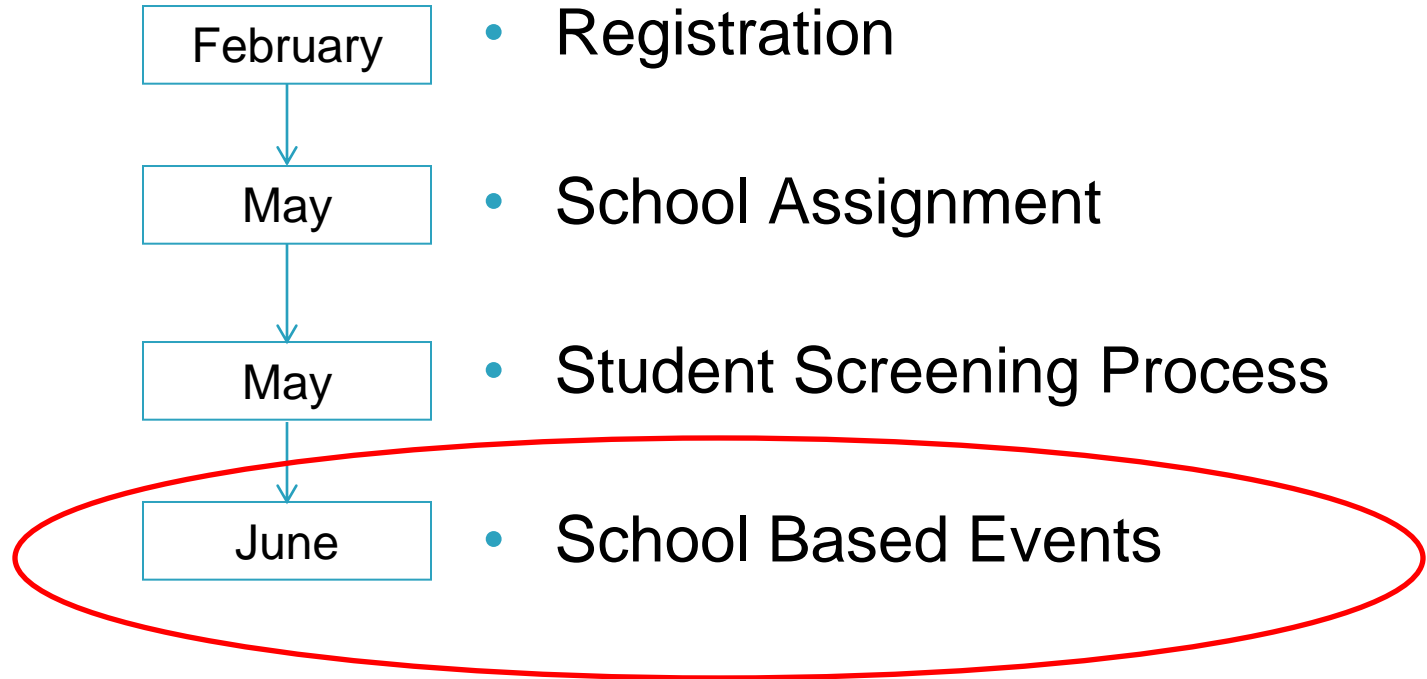 February
• Registration
May
• School Assignment
May
• Student Screening Process
June
• School Based Events